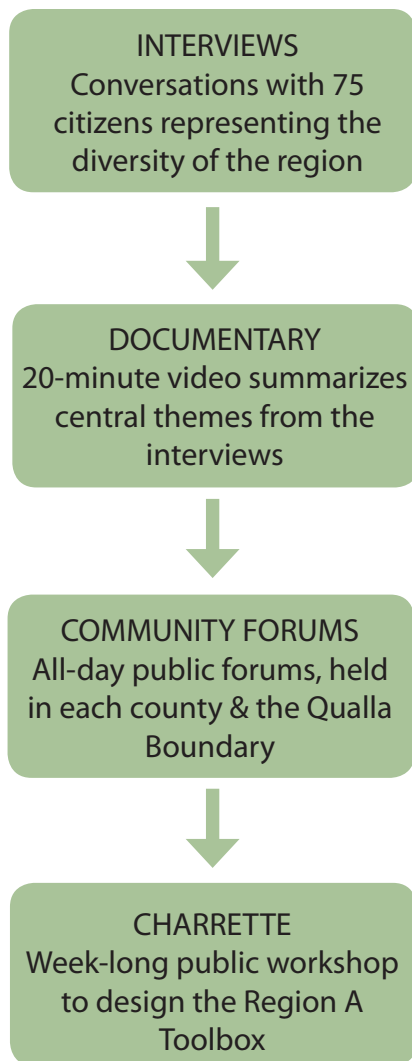 INTERVIEWS
Conversations with 75
citizens representing the
diversity of the region
DOCUMENTARY
20-minute video summarizes
central themes from the
interviews
COMMUNITY FORUMS
All-day public forums, held
in each county & the Qualla
Boundary
CHARRETTE
Week-long public workshop
to design the Region A
Toolbox